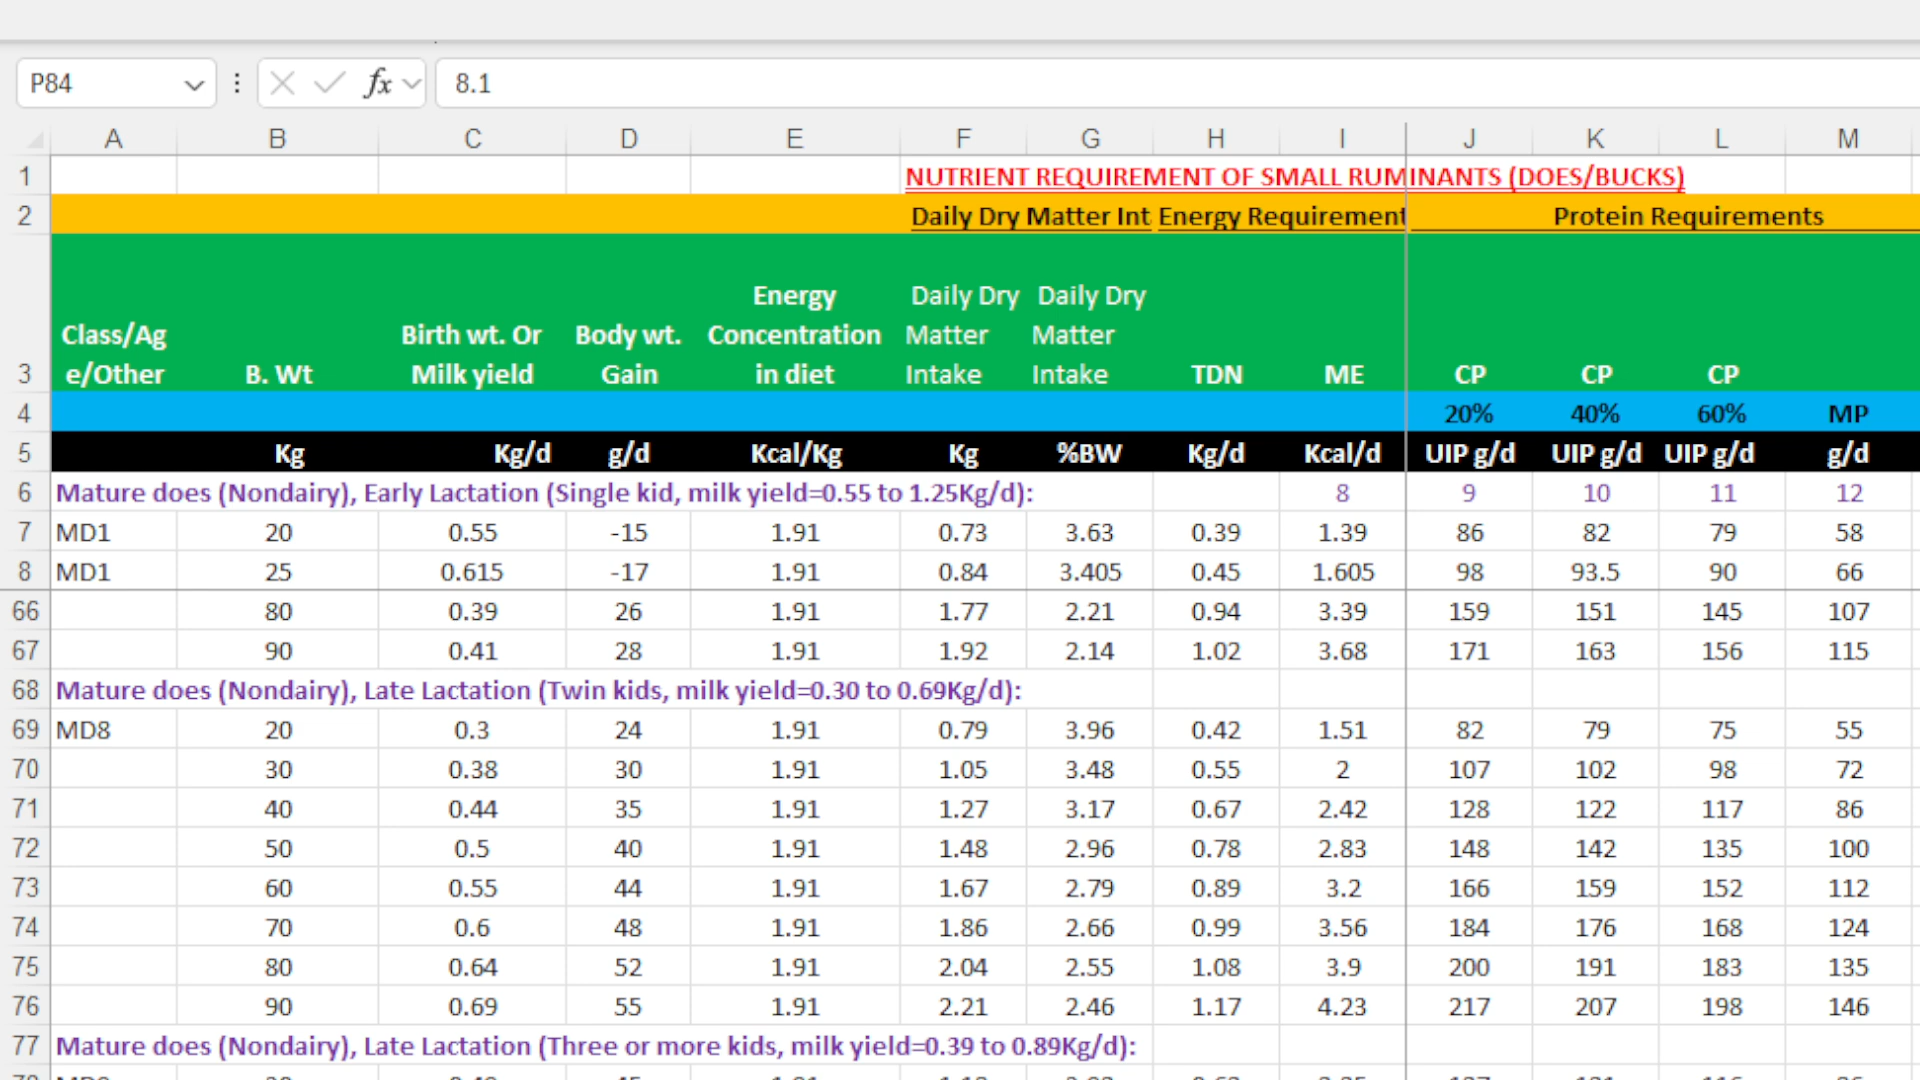 P84 fx 8.1
A B C D E F G H I J K L M
1 NUTRIENT REQUIREMENT OF SMALL RUMINANTS (DOES/BUCKS)
2 Daily Dry Matter Int Energy Requirement Protein Requirements
Energy Daily Dry Daily Dry
Class/Ag Birth wt. Or Body wt. Concentration Matter Matter
3 e/Other B. Wt Milk yield Gain in diet Intake Intake TDN ME CP CP CP
4 20% 40% 60% MP
5 Kg Kg/d g/d Kcal/Kg Kg %BW Kg/d Kcal/d UIP g/d UIP g/d UIP g/d g/d
6 Mature does (Nondairy), Early Lactation (Single kid, milk yield=0.55 to 1.25Kg/d): 8 9 10 11 12
7 MD1 20 0.55 -15 1.91 0.73 3.63 0.39 1.39 86 82 79 58
8 MD1 25 0.615 -17 1.91 0.84 3.405 0.45 1.605 98 93.5 90 66
66 80 0.39 26 1.91 1.77 2.21 0.94 3.39 159 151 145 107
67 90 0.41 28 1.91 1.92 2.14 1.02 3.68 171 163 156 115
68 Mature does (Nondairy), Late Lactation (Twin kids, milk yield=0.30 to 0.69Kg/d):
69 MD8 20 0.3 24 1.91 0.79 3.96 0.42 1.51 82 79 75 55
70 30 0.38 30 1.91 1.05 3.48 0.55 2 107 102 98 72
71 40 0.44 35 1.91 1.27 3.17 0.67 2.42 128 122 117 86
72 50 0.5 40 1.91 1.48 2.96 0.78 2.83 148 142 135 100
73 60 0.55 44 1.91 1.67 2.79 0.89 3.2 166 159 152 112
74 70 0.6 48 1.91 1.86 2.66 0.99 3.56 184 176 168 124
75 80 0.64 52 1.91 2.04 2.55 1.08 3.9 200 191 183 135
76 90 0.69 55 1.91 2.21 2.46 1.17 4.23 217 207 198 146
77 Mature does (Nondairy), Late Lactation (Three or more kids, milk yield=0.39 to 0.89Kg/d):